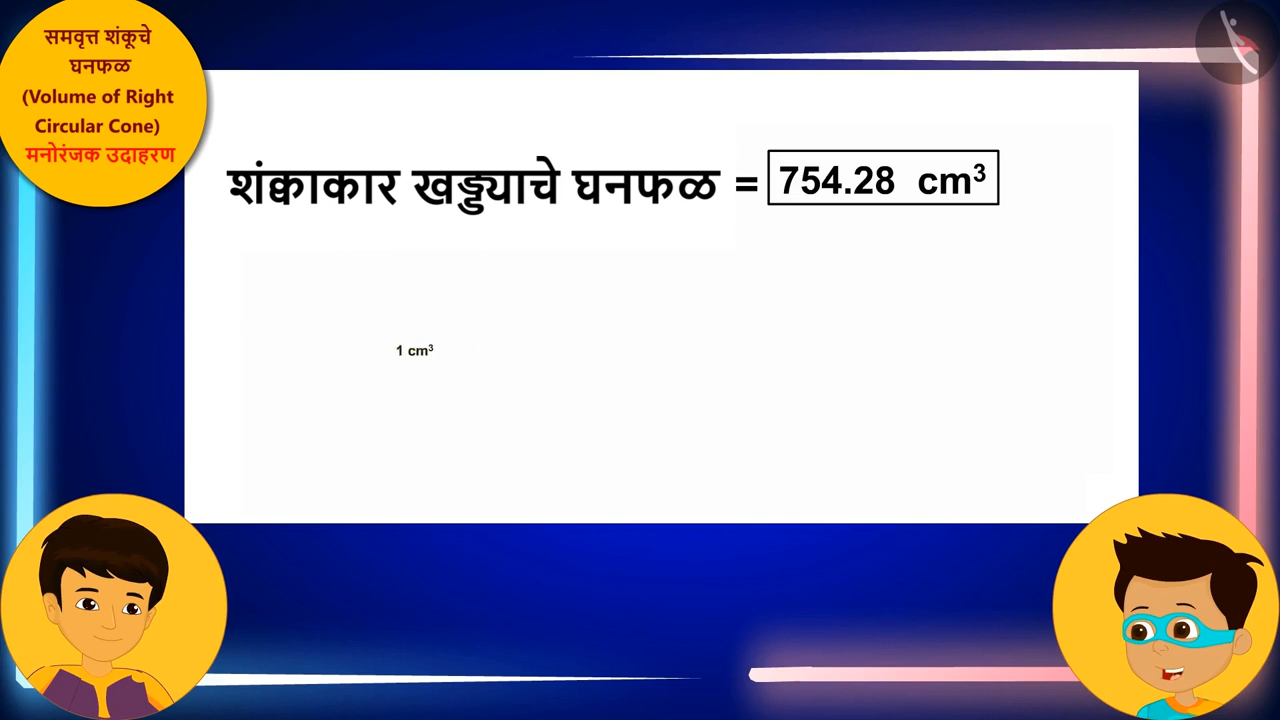 समवृत्त शंकूचे
घनफळ
(Volume of Right
Circular Cone)
मनोरंजक उदाहरण
शंक्वाकार खड्ड्याचे घनफळ = 754.28 cm³
1 cm³